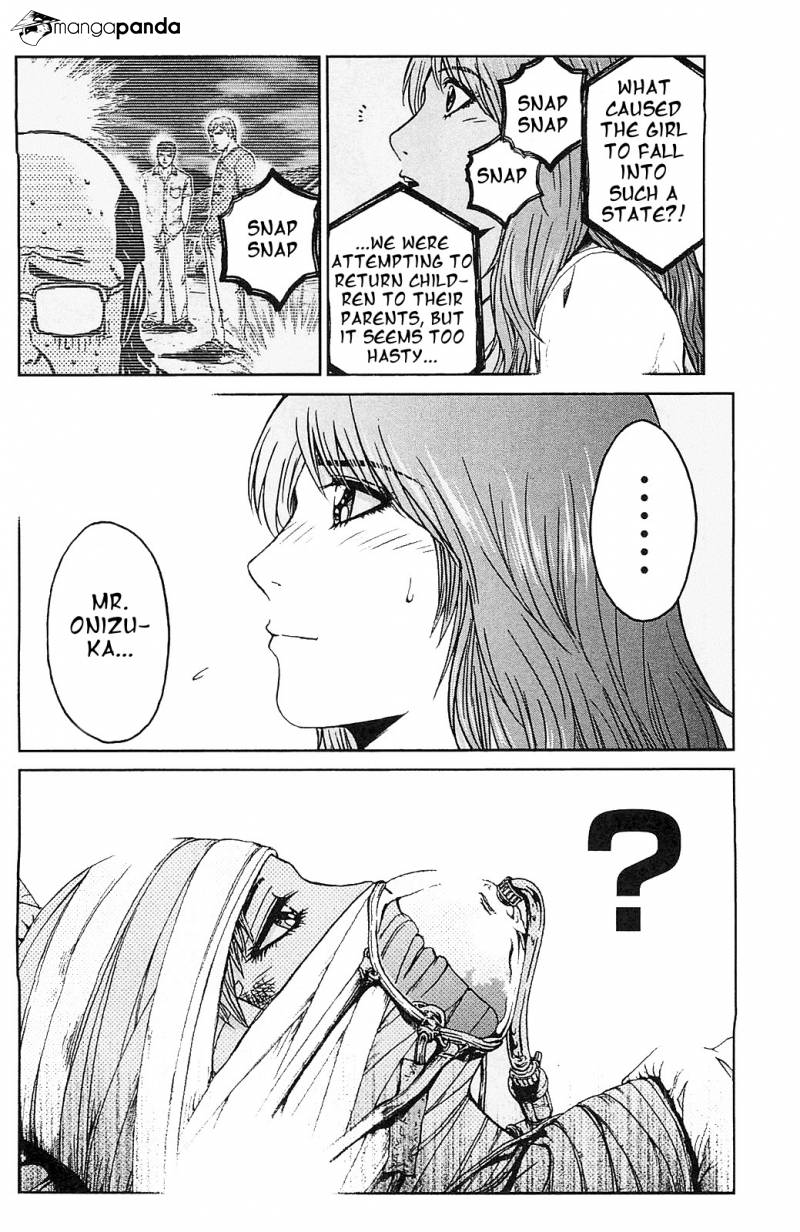 mangapanda
WHAT
CAUSED
THE GIRL
TO FALL
INTO
SUCH A
STATE?!
SNAP
SNAP
SNAP
...WE WERE
ATTEMPTING TO
RETURN CHILD-
REN TO THEIR
PARENTS, BUT
IT SEEMS TOO
HASTY...
SNAP
SNAP
......
MR.
ONIZU-
KA...
?